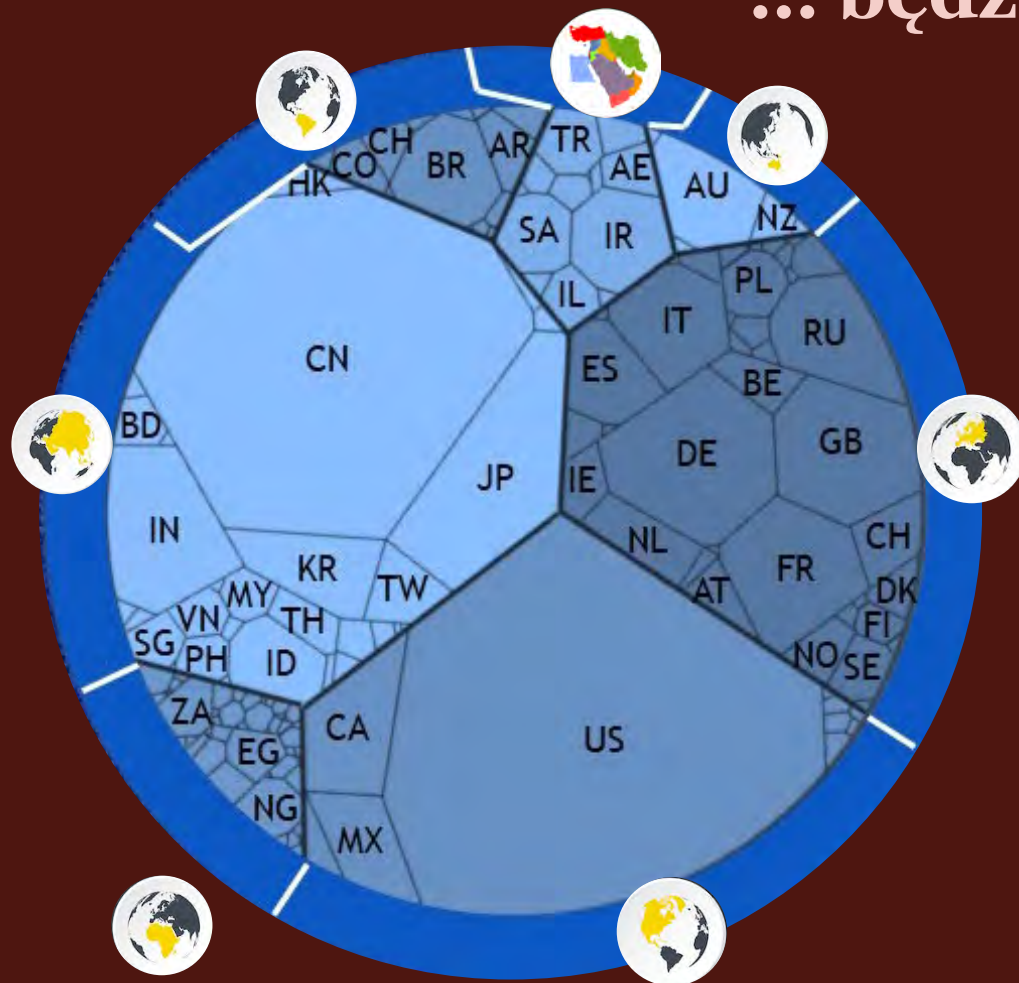 ... będz
CH
AR
TR
BR
CO
AE
HK
AU
NZ
SA
IR
PL
IL
IT
RU
CN
ES
BE
BD
DE
GB
JP
IE
IN
CH
NL
KR
FR
TW
AT
DK
MY
VN
TH
FI
SG
PH
ID
NO
SE
ZA
CA
US
EG
NG
MX